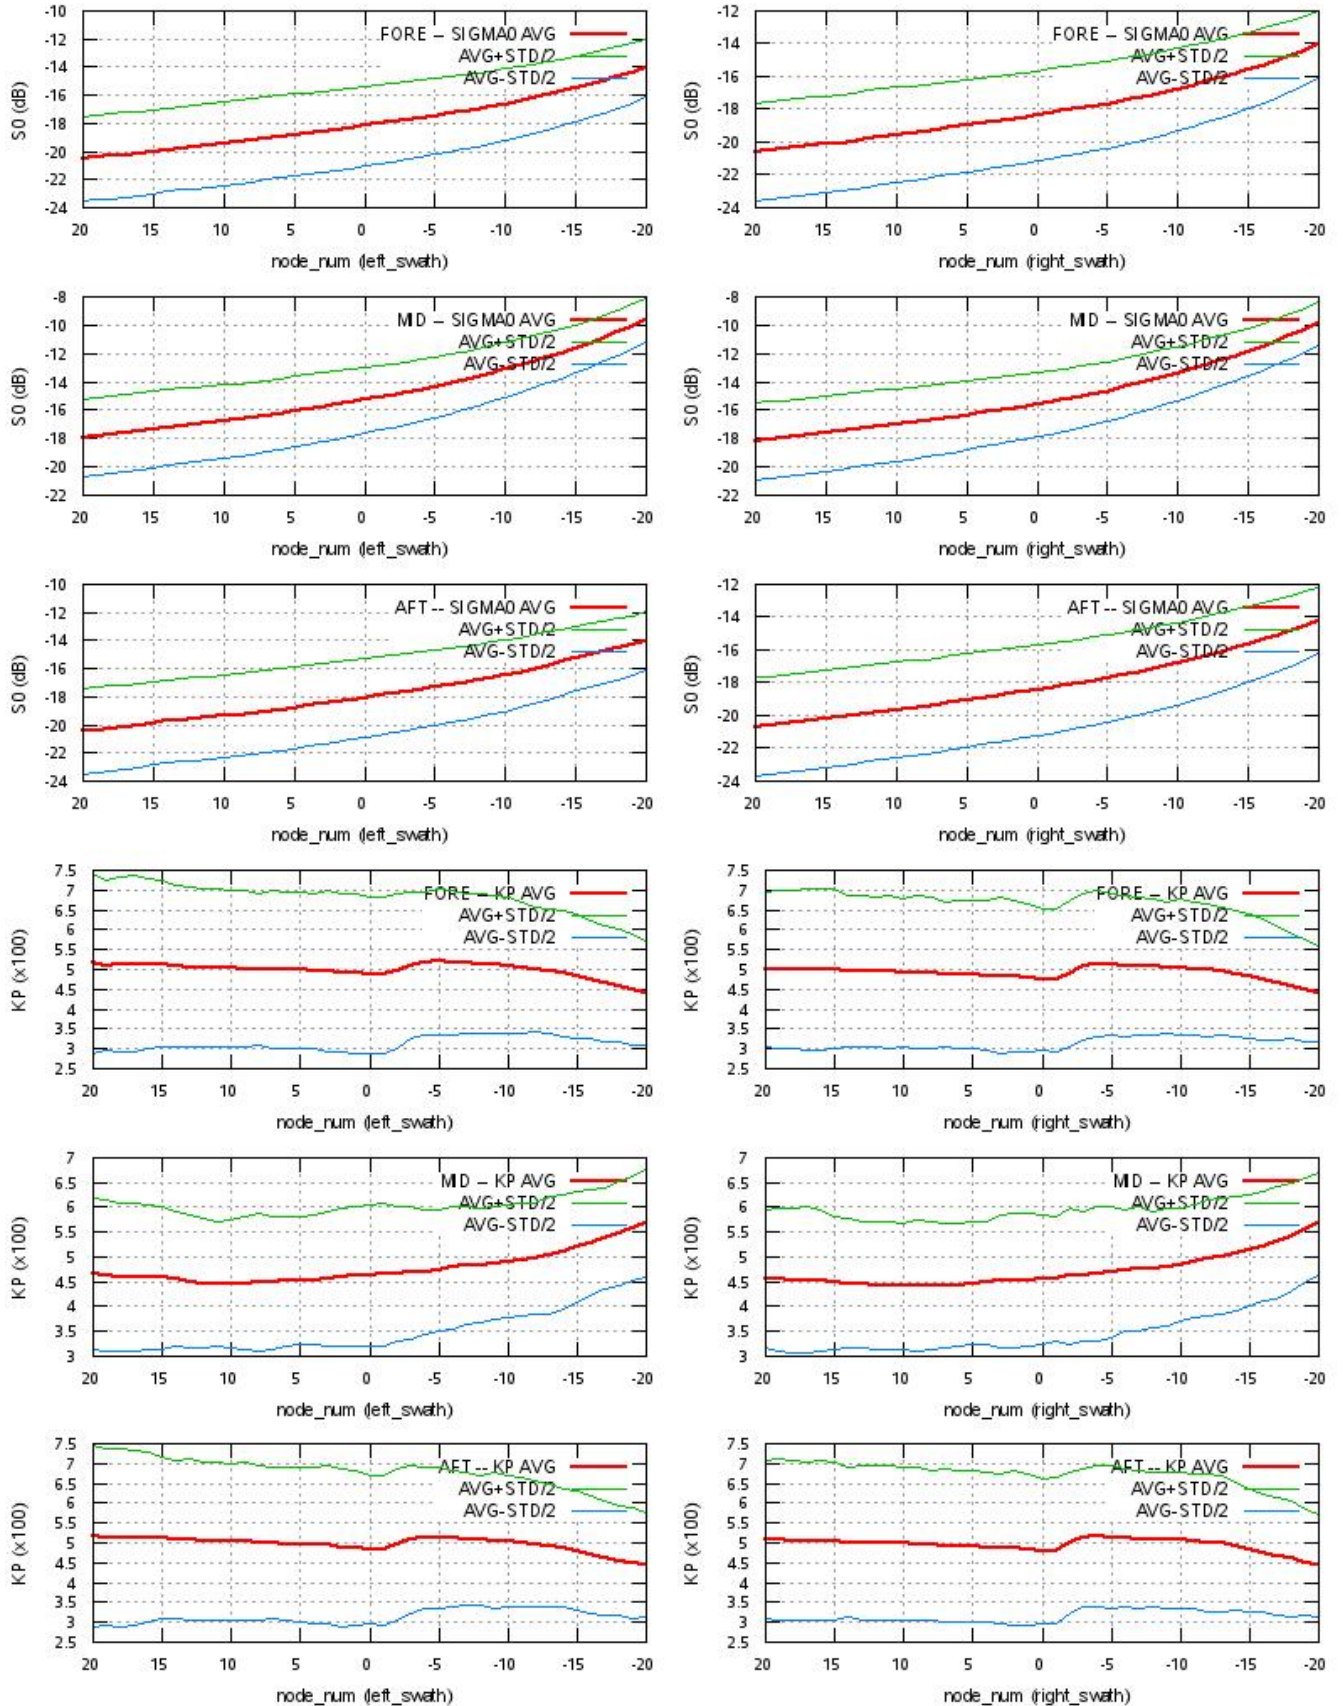 -10
-12
-14
-16
-18
-20
-22
-24
S0 (dB)
FORE -- SIGMA0 AVG
AVG+STD/2
AVG-STD/2
20 15 10 5 0 -5 -10 -15 -20
node_num (left_swath)
-12
-14
-16
-18
-20
-22
-24
S0 (dB)
FORE -- SIGMA0 AVG
AVG+STD/2
AVG-STD/2
20 15 10 5 0 -5 -10 -15 -20
node_num (right_swath)
-8
-10
-12
-14
-16
-18
-20
-22
S0 (dB)
MID -- SIGMA0 AVG
AVG+STD/2
AVG-STD/2
20 15 10 5 0 -5 -10 -15 -20
node_num (left_swath)
-8
-10
-12
-14
-16
-18
-20
-22
S0 (dB)
MID -- SIGMA0 AVG
AVG+STD/2
AVG-STD/2
20 15 10 5 0 -5 -10 -15 -20
node_num (right_swath)
-10
-12
-14
-16
-18
-20
-22
-24
S0 (dB)
AFT -- SIGMA0 AVG
AVG+STD/2
AVG-STD/2
20 15 10 5 0 -5 -10 -15 -20
node_num (left_swath)
-12
-14
-16
-18
-20
-22
-24
S0 (dB)
AFT -- SIGMA0 AVG
AVG+STD/2
AVG-STD/2
20 15 10 5 0 -5 -10 -15 -20
node_num (right_swath)
7.5
7
6.5
6
5.5
5
4.5
4
3.5
3
2.5
KP (x100)
FORE -- KP AVG
AVG+STD/2
AVG-STD/2
20 15 10 5 0 -5 -10 -15 -20
node_num (left_swath)
7.5
7
6.5
6
5.5
5
4.5
4
3.5
3
2.5
KP (x100)
FORE -- KP AVG
AVG+STD/2
AVG-STD/2
20 15 10 5 0 -5 -10 -15 -20
node_num (right_swath)
7
6.5
6
5.5
5
4.5
4
3.5
3
KP (x100)
MID -- KP AVG
AVG+STD/2
AVG-STD/2
20 15 10 5 0 -5 -10 -15 -20
node_num (left_swath)
7
6.5
6
5.5
5
4.5
4
3.5
3
KP (x100)
MID -- KP AVG
AVG+STD/2
AVG-STD/2
20 15 10 5 0 -5 -10 -15 -20
node_num (right_swath)
7.5
7
6.5
6
5.5
5
4.5
4
3.5
3
2.5
KP (x100)
AFT -- KP AVG
AVG+STD/2
AVG-STD/2
20 15 10 5 0 -5 -10 -15 -20
node_num (left_swath)
7.5
7
6.5
6
5.5
5
4.5
4
3.5
3
2.5
KP (x100)
AFT -- KP AVG
AVG+STD/2
AVG-STD/2
20 15 10 5 0 -5 -10 -15 -20
node_num (right_swath)